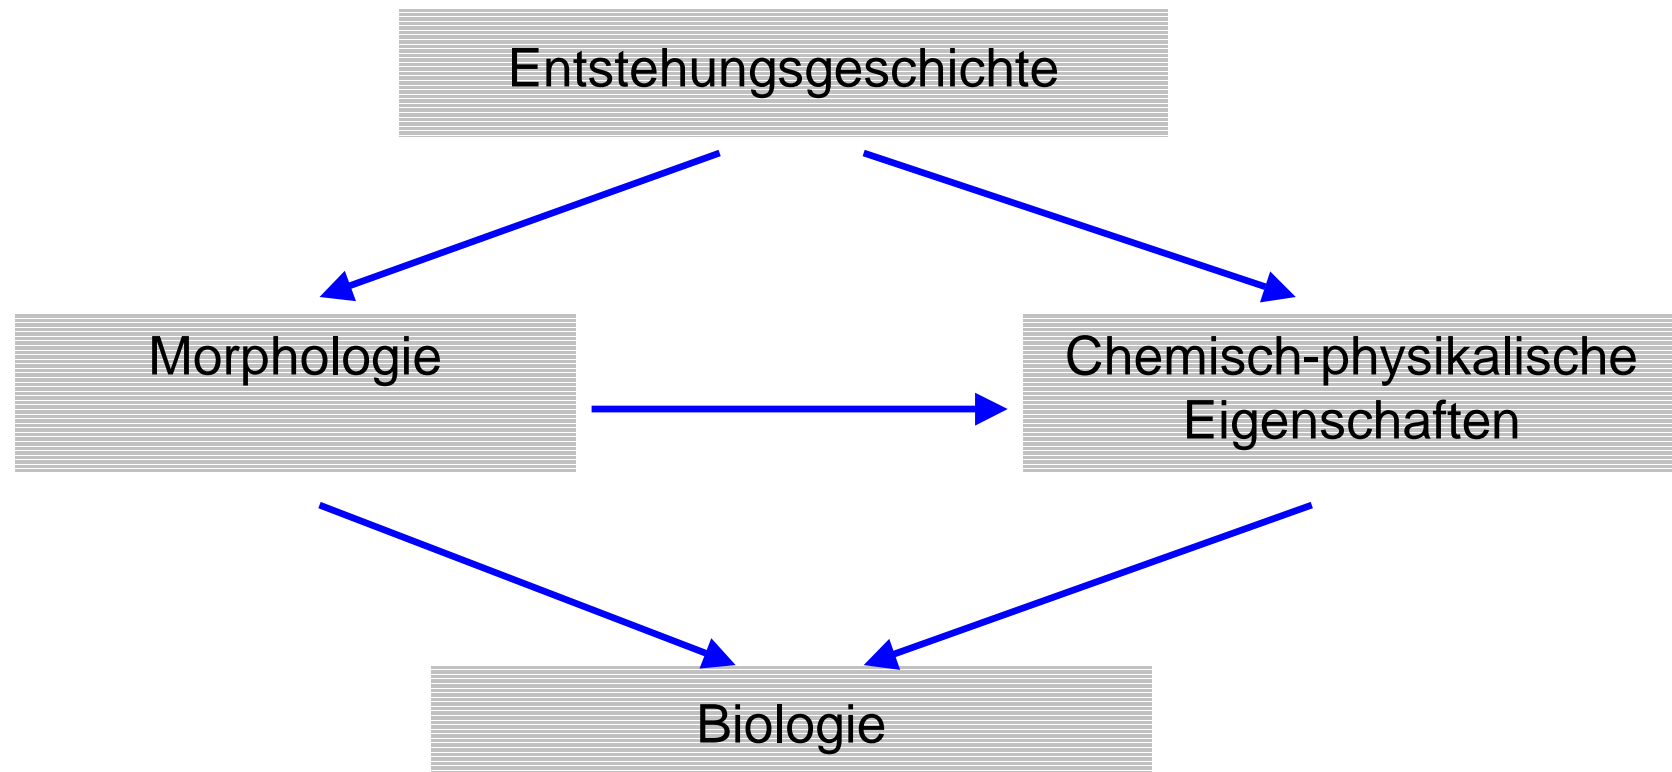 Entstehungsgeschichte
Morphologie
Chemisch-physikalische
Eigenschaften
Biologie